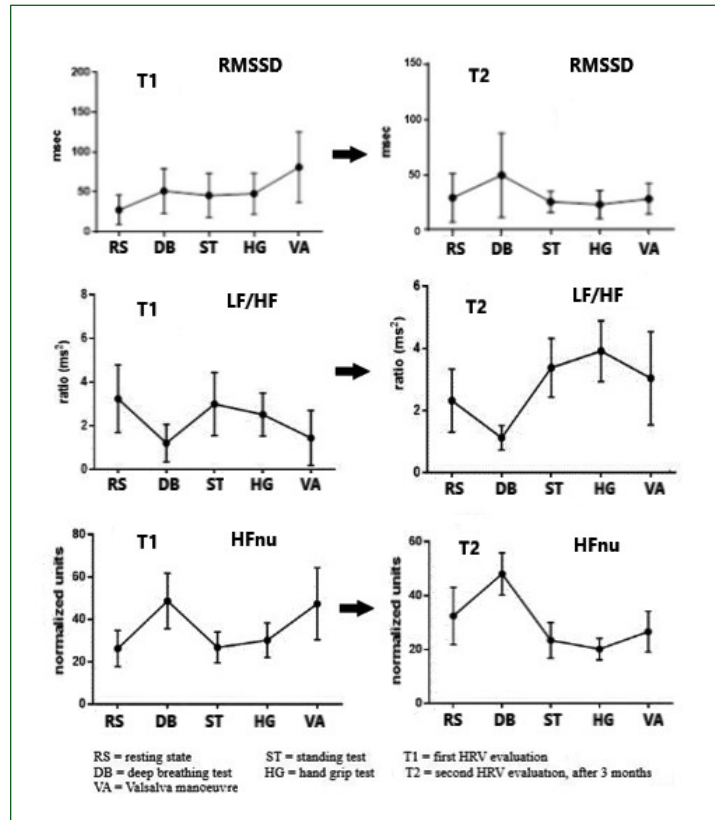 T1 RMSSD
200
150
100
50
0
msec
RS DB ST HG VA
T2 RMSSD
150
100
50
0
msec
RS DB ST HG VA
T1 LF/HF
8
6
4
2
0
ratio (ms²)
RS DB ST HG VA
T2 LF/HF
6
4
2
0
ratio (ms²)
RS DB ST HG VA
T1 HFnu
80
60
40
20
0
normalized units
RS DB ST HG VA
T2 HFnu
60
40
20
0
normalized units
RS DB ST HG VA
RS = resting state ST = standing test T1 = first HRV evaluation
DB = deep breathing test HG = hand grip test T2 = second HRV evaluation, after 3 months
VA = Valsalva manoeuvre